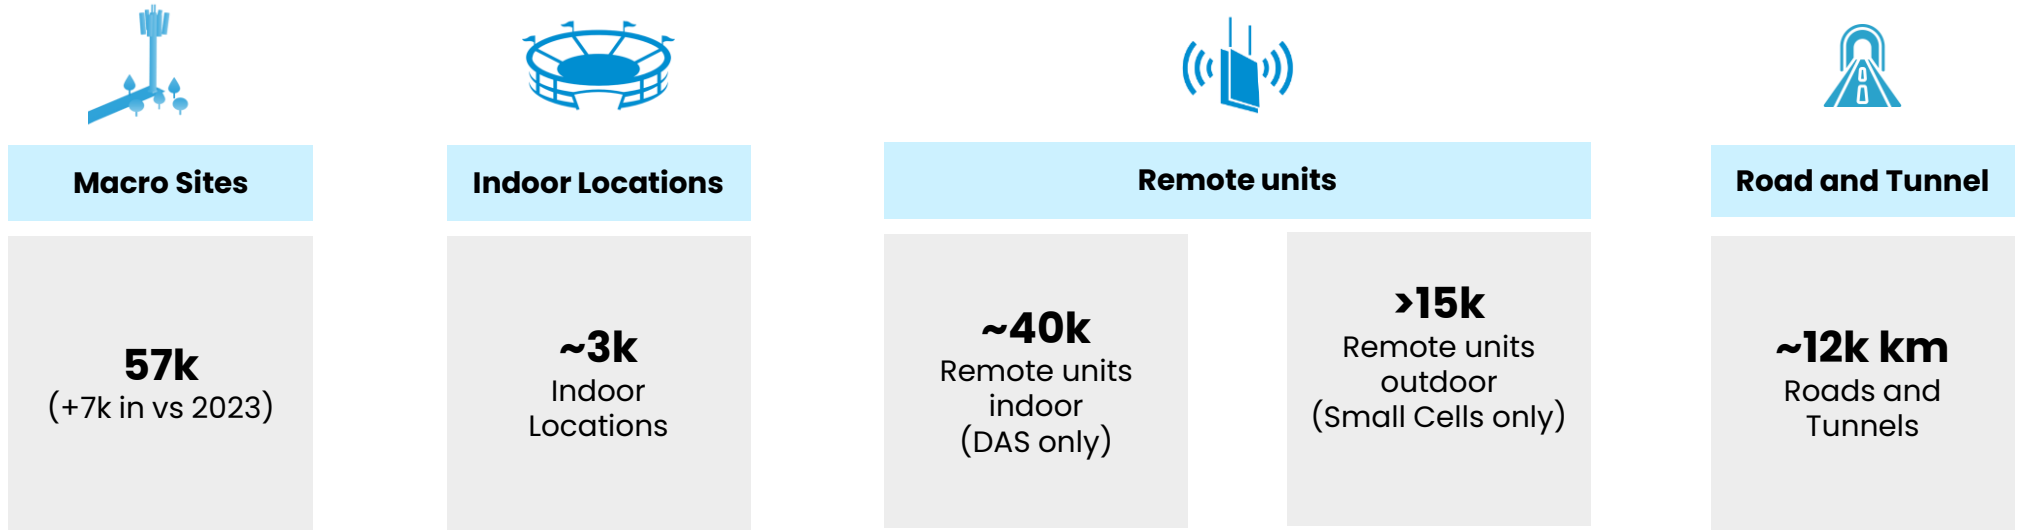 Macro Sites
57k
(+7k in vs 2023)
Indoor Locations
~3k
Indoor
Locations
Remote units
~40k
Remote units
indoor
(DAS only)
>15k
Remote units
outdoor
(Small Cells only)
Road and Tunnel
~12k km
Roads and
Tunnels